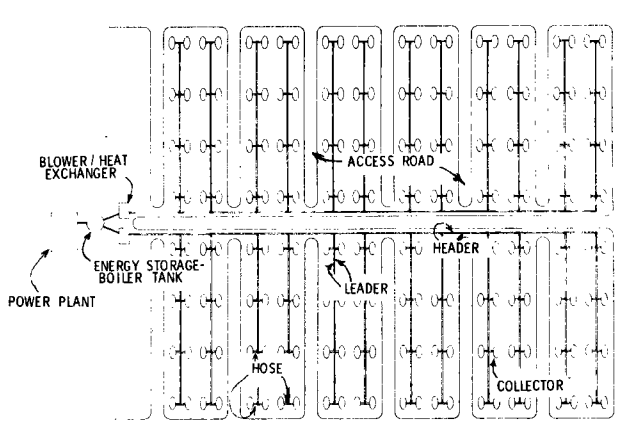 BLOWER / HEAT
EXCHANGER
ACCESS ROAD
HEADER
ENERGY STORAGE-
BOILER TANK
LEADER
POWER PLANT
HOSE
COLLECTOR